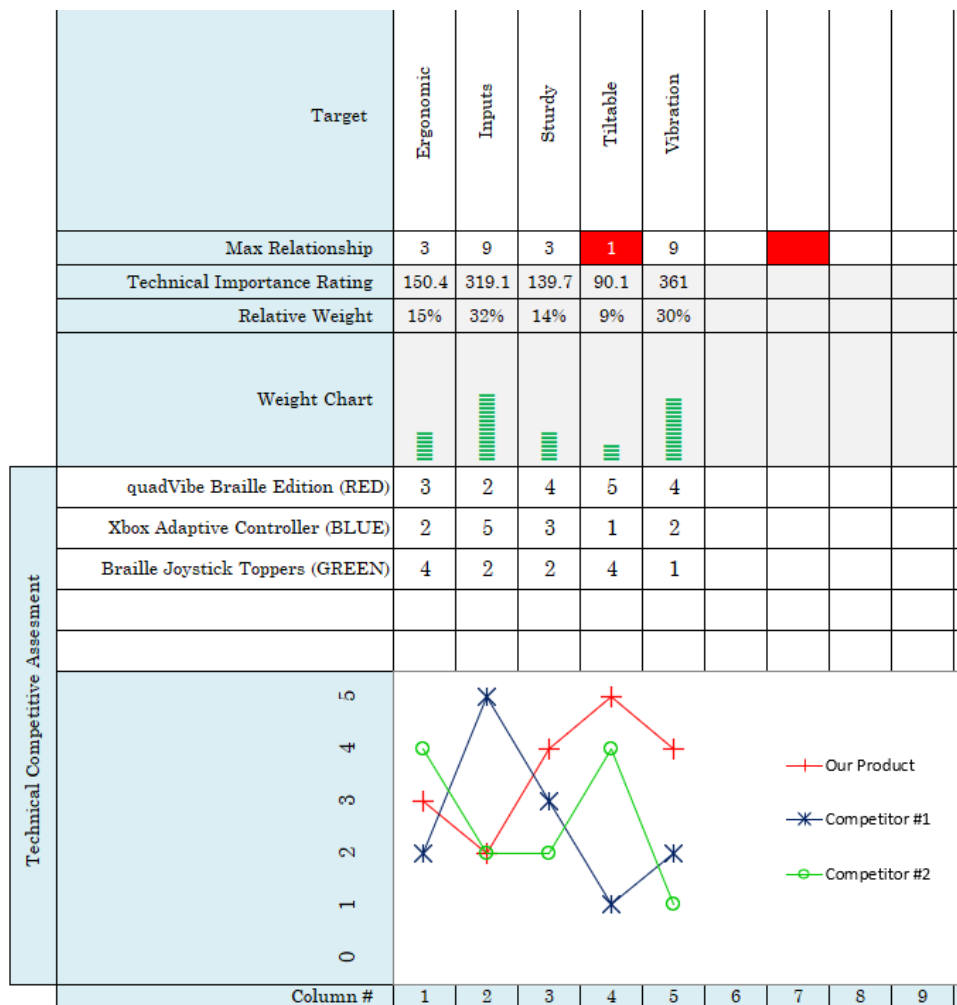 Target Ergonomic Inputs Sturdy Tiltable Vibration
Max Relationship 3 9 3 1 9
Technical Importance Rating 150.4 319.1 139.7 90.1 361
Relative Weight 15% 32% 14% 9% 30%
Weight Chart
Technical Competitive Assesment
quadVibe Braille Edition (RED) 3 2 4 5 4
Xbox Adaptive Controller (BLUE) 2 5 3 1 2
Braille Joystick Toppers (GREEN) 4 2 2 4 1
5
4
3
2
1
0
Our Product
Competitor #1
Competitor #2
Column # 1 2 3 4 5 6 7 8 9